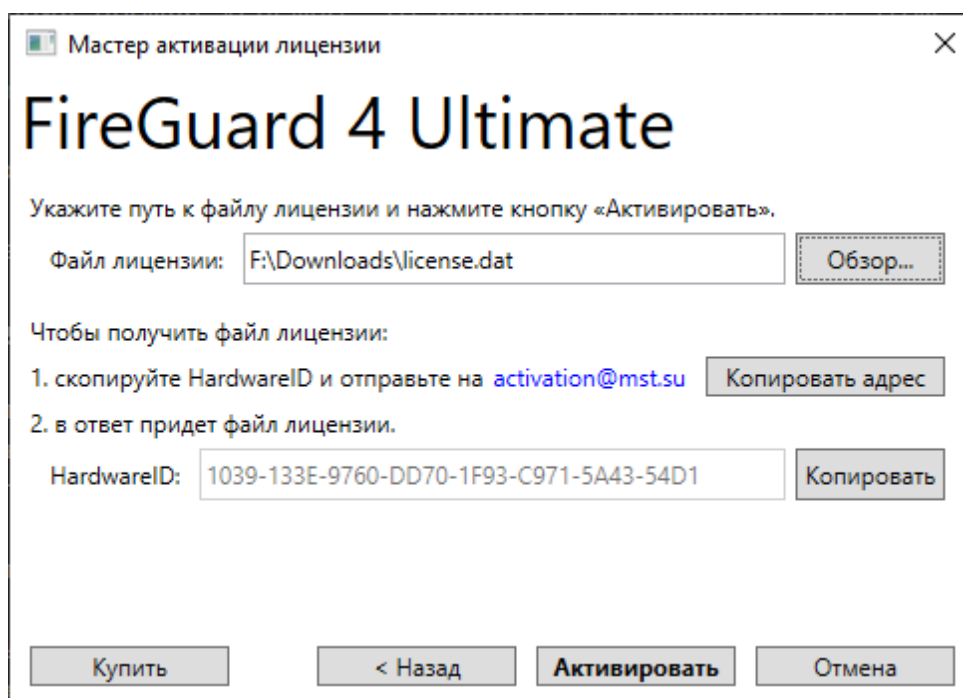 Мастер активации лицензии
FireGuard 4 Ultimate
Укажите путь к файлу лицензии и нажмите кнопку «Активировать».
Файл лицензии: F:\Downloads\license.dat Обзор...
Чтобы получить файл лицензии:
1. скопируйте HardwareID и отправьте на activation@mst.su Копировать адрес
2. в ответ придет файл лицензии.
HardwareID: 1039-133E-9760-DD70-1F93-C971-5A43-54D1 Копировать
Купить < Назад Активировать Отмена